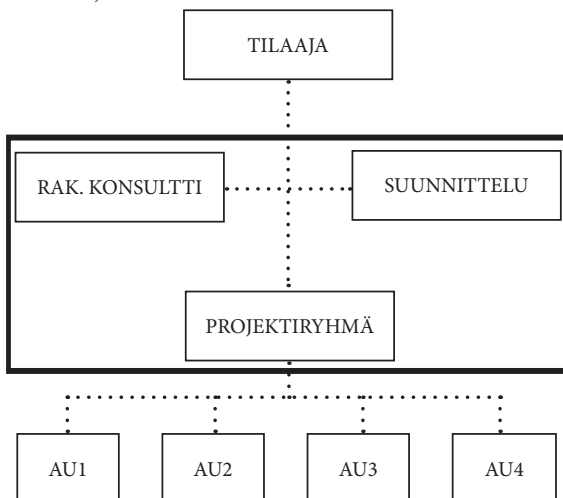 TILAAJA
RAK. KONSULTTI
SUUNNITTELU
PROJEKTIRYHMÄ
AU1
AU2
AU3
AU4